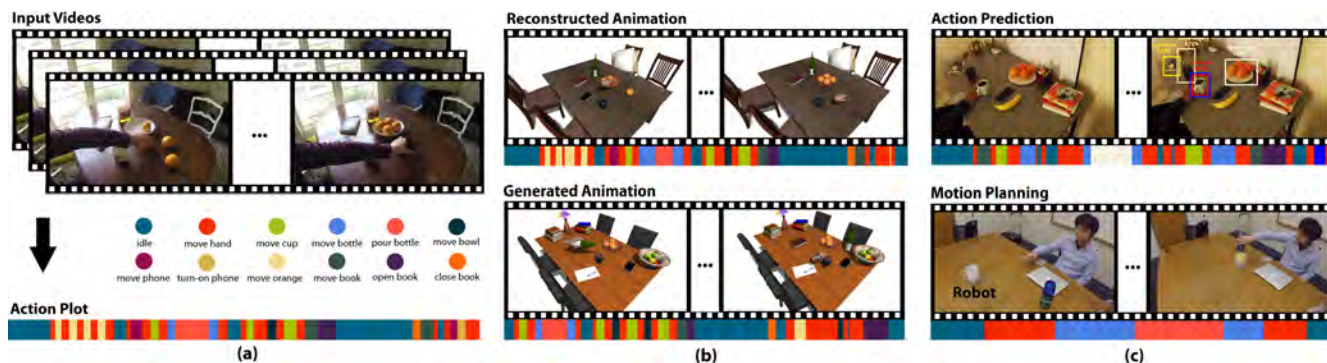 Input Videos
...
idle
move hand
move cup
move bottle
pour bottle
move bowl
move phone
turn-on phone
move orange
move book
open book
close book
Action Plot
(a)
Reconstructed Animation
...
Generated Animation
...
(b)
Action Prediction
...
Motion Planning
Robot
...
(c)